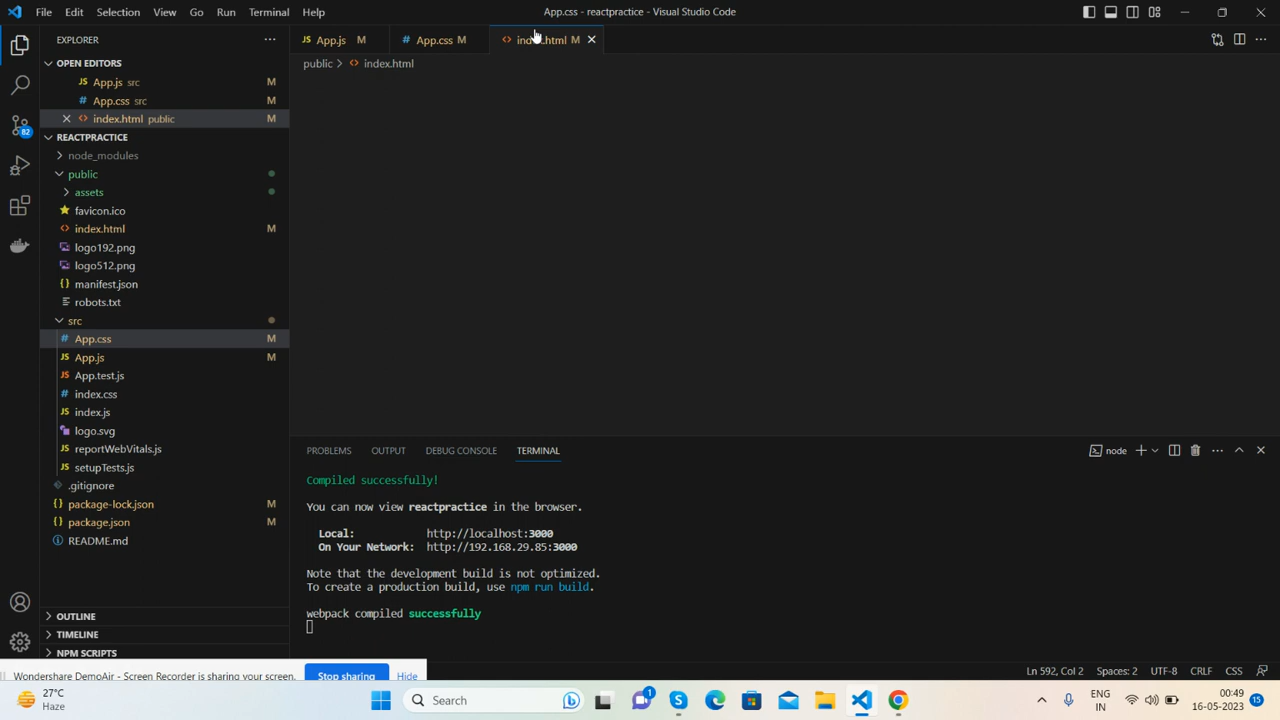 File Edit Selection View Go Run Terminal Help
App.css - reactpractice - Visual Studio Code
EXPLORER
App.js M
App.css M
index.html M
OPEN EDITORS
public > index.html
App.js src M
App.css src M
index.html public M
82
REACTPRACTICE
node_modules
public
assets
favicon.ico
index.html M
logo192.png
logo512.png
manifest.json
robots.txt
src
App.css M
App.js M
App.test.js
index.css
index.js
logo.svg
reportWebVitals.js
setupTests.js
.gitignore
package-lock.json M
package.json M
README.md
OUTLINE
TIMELINE
NPM SCRIPTS
PROBLEMS OUTPUT DEBUG CONSOLE TERMINAL
node
Compiled successfully!
You can now view reactpractice in the browser.
Local: http://localhost:3000
On Your Network: http://192.168.29.85:3000
Note that the development build is not optimized.
To create a production build, use npm run build.
webpack compiled successfully
Wondershare DemoAir - Screen Recorder is sharing your screen. Stop sharing Hide
Ln 592, Col 2 Spaces: 2 UTF-8 CRLF CSS
27°C
Haze
Search
1
ENG
IN
00:49
16-05-2023
15